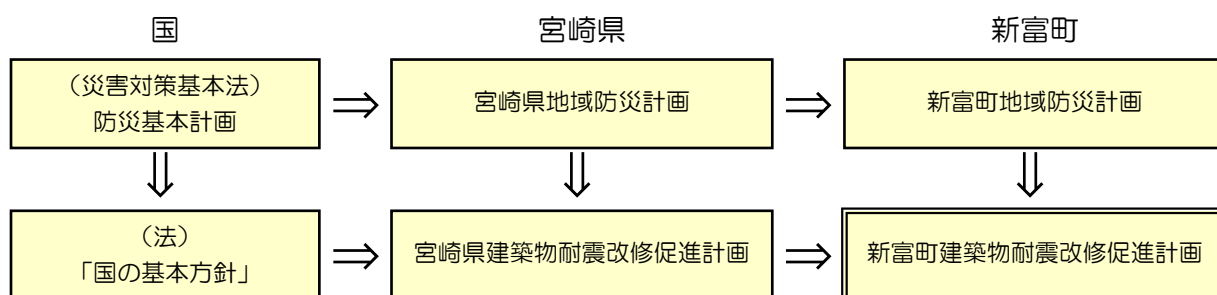 国
宮崎県
新富町
(災害対策基本法)
防災基本計画
⇒
宮崎県地域防災計画
⇒
新富町地域防災計画
⇓
⇓
⇓
(法)
「国の基本方針」
⇒
宮崎県建築物耐震改修促進計画
⇒
新富町建築物耐震改修促進計画